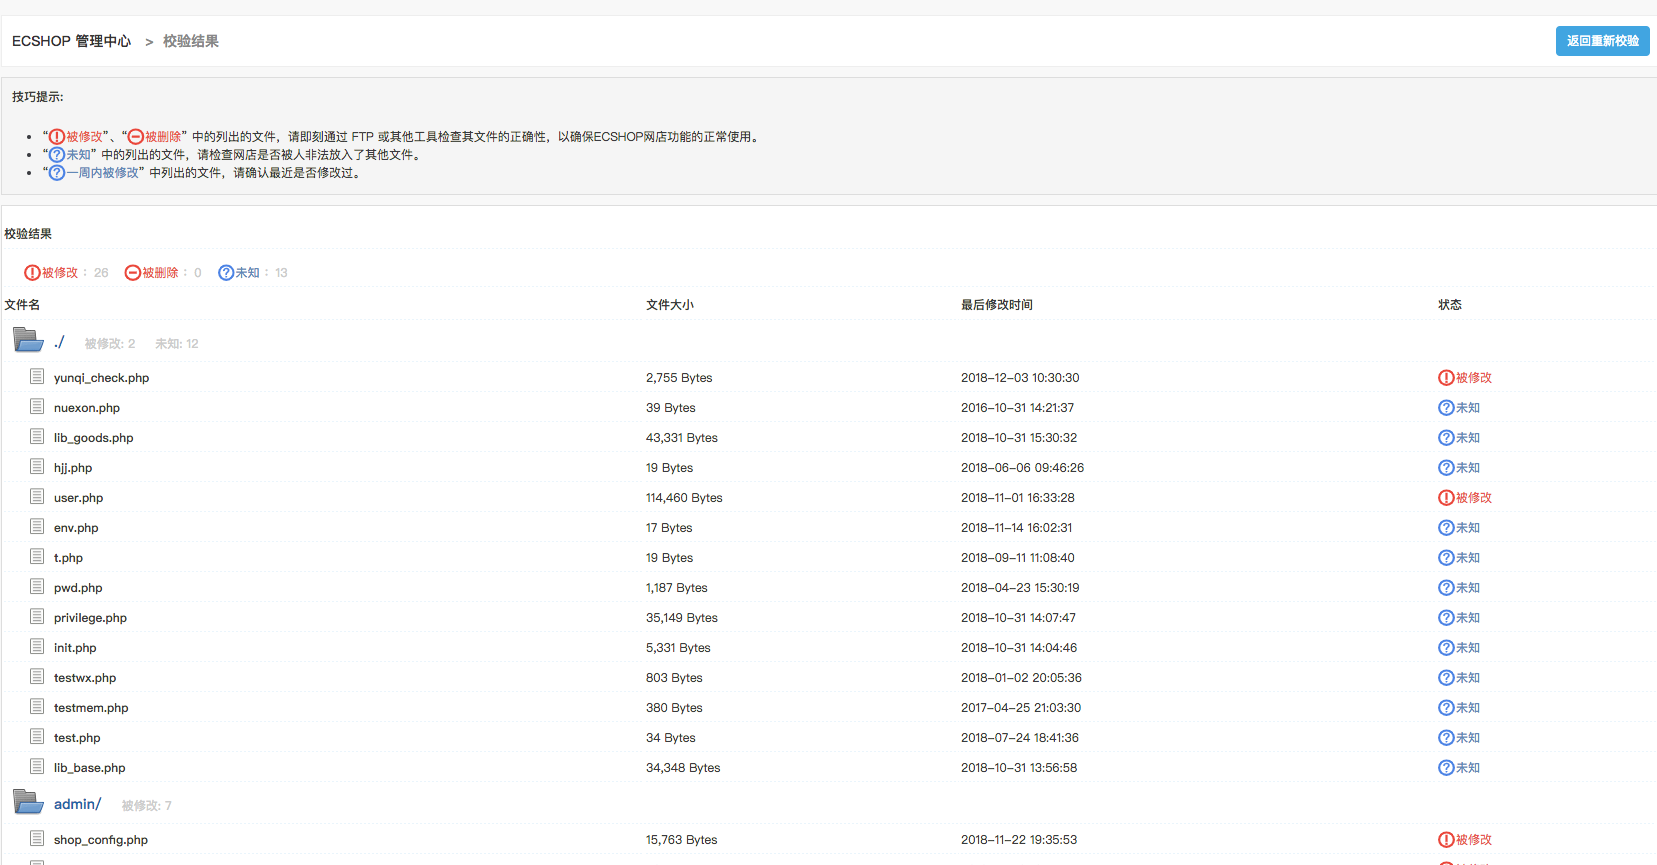 ECSHOP 管理中心 > 校验结果
返回重新校验
技巧提示:
• “被修改”、“被删除” 中的列出的文件，请即刻通过 FTP 或其他工具检查其文件的正确性，以确保ECSHOP网店功能的正常使用。
• “未知” 中的列出的文件，请检查网店是否被人非法放入了其他文件。
• “一周内被修改” 中列出的文件，请确认最近是否修改过。
校验结果
被修改 : 26 被删除 : 0 未知 : 13
文件名 文件大小 最后修改时间 状态
./ 被修改: 2 未知: 12
yunqi_check.php 2,755 Bytes 2018-12-03 10:30:30 被修改
nuexon.php 39 Bytes 2016-10-31 14:21:37 未知
lib_goods.php 43,331 Bytes 2018-10-31 15:30:32 未知
hjj.php 19 Bytes 2018-06-06 09:46:26 未知
user.php 114,460 Bytes 2018-11-01 16:33:28 被修改
env.php 17 Bytes 2018-11-14 16:02:31 未知
t.php 19 Bytes 2018-09-11 11:08:40 未知
pwd.php 1,187 Bytes 2018-04-23 15:30:19 未知
privilege.php 35,149 Bytes 2018-10-31 14:07:47 未知
init.php 5,331 Bytes 2018-10-31 14:04:46 未知
testwx.php 803 Bytes 2018-01-02 20:05:36 未知
testmem.php 380 Bytes 2017-04-25 21:03:30 未知
test.php 34 Bytes 2018-07-24 18:41:36 未知
lib_base.php 34,348 Bytes 2018-10-31 13:56:58 未知
admin/ 被修改: 7
shop_config.php 15,763 Bytes 2018-11-22 19:35:53 被修改